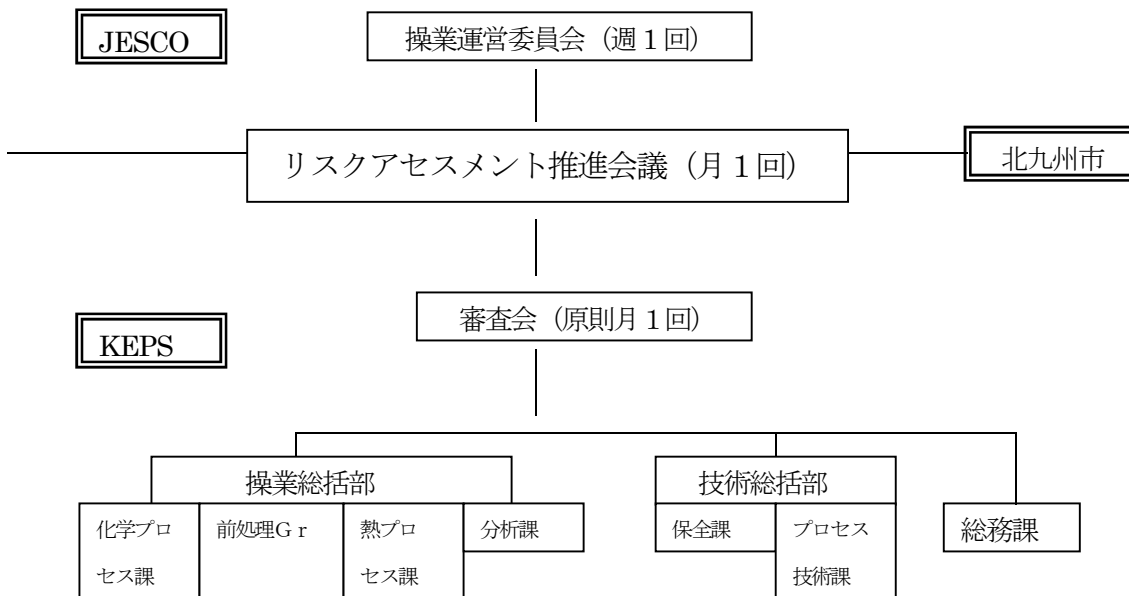 JESCO
操業運営委員会（週１回）
リスクアセスメント推進会議（月１回）
北九州市
審査会（原則月１回）
KEPS
操業総括部
技術総括部
化学プロ
セス課
前処理Ｇｒ
熱プロ
セス課
分析課
保全課
プロセス
技術課
総務課